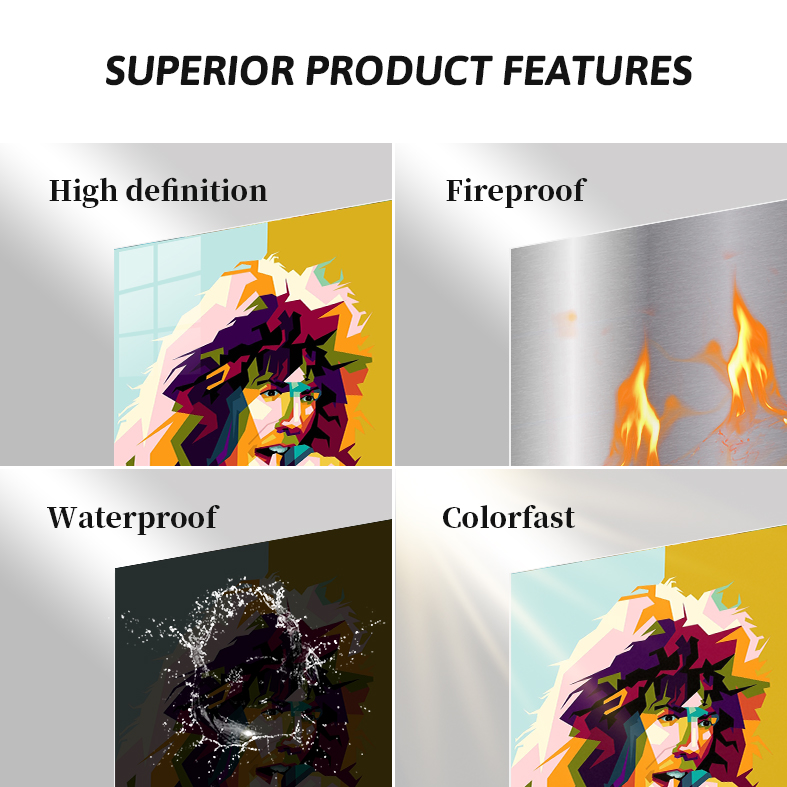 SUPERIOR PRODUCT FEATURES
High definition
Fireproof
Waterproof
Colorfast